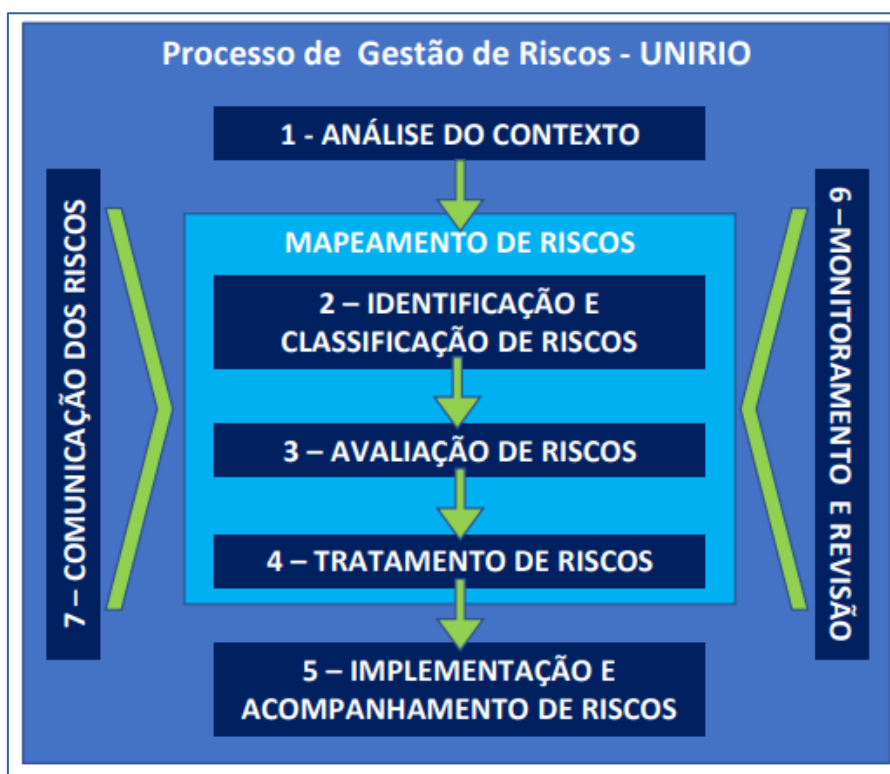 Processo de Gestão de Riscos - UNIRIO
1 - ANÁLISE DO CONTEXTO
MAPEAMENTO DE RISCOS
2 – IDENTIFICAÇÃO E
CLASSIFICAÇÃO DE RISCOS
3 – AVALIAÇÃO DE RISCOS
4 – TRATAMENTO DE RISCOS
5 – IMPLEMENTAÇÃO E
ACOMPANHAMENTO DE RISCOS
6 –MONITORAMENTO E REVISÃO
7 – COMUNICAÇÃO DOS RISCOS